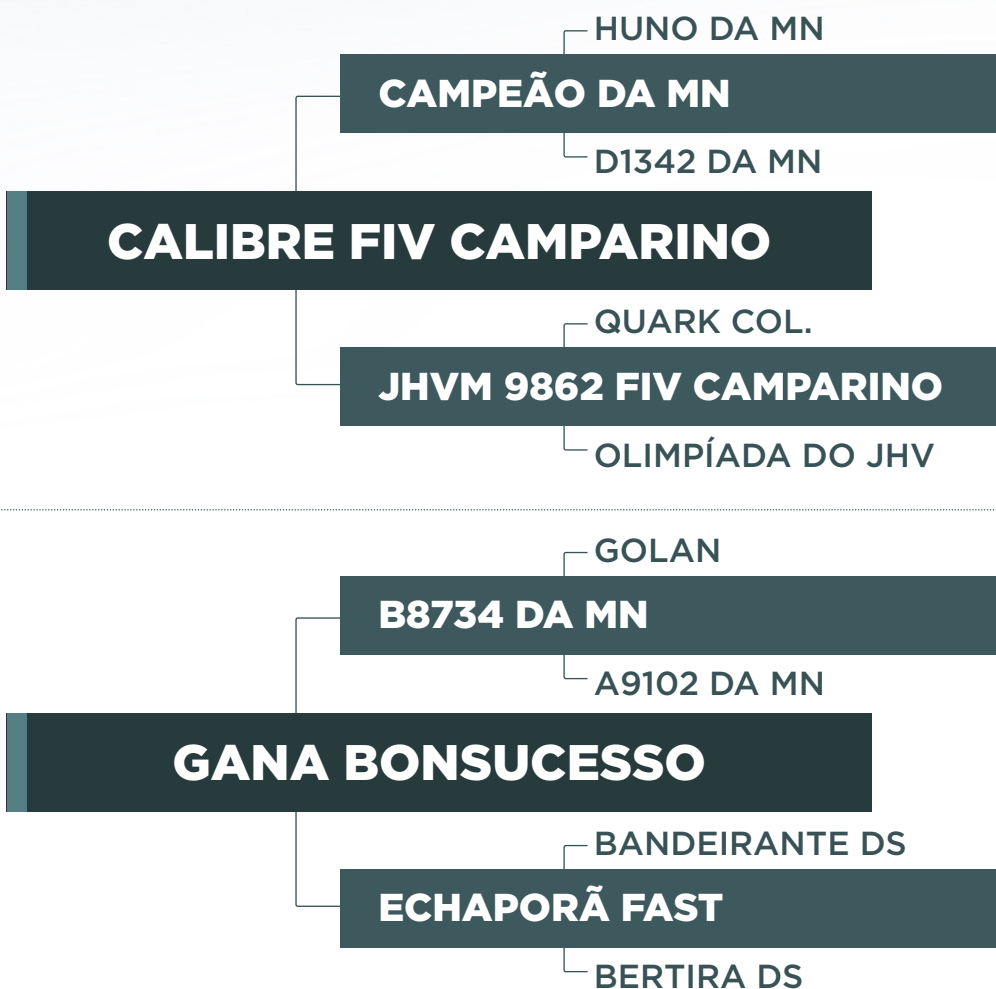 HUNO DA MN
CAMPEÃO DA MN
D1342 DA MN
CALIBRE FIV CAMPARINO
QUARK COL.
JHVM 9862 FIV CAMPARINO
OLIMPÍADA DO JHV
GOLAN
B8734 DA MN
A9102 DA MN
GANA BONSUCESSO
BANDEIRANTE DS
ECHAPORÃ FAST
BERTIRA DS